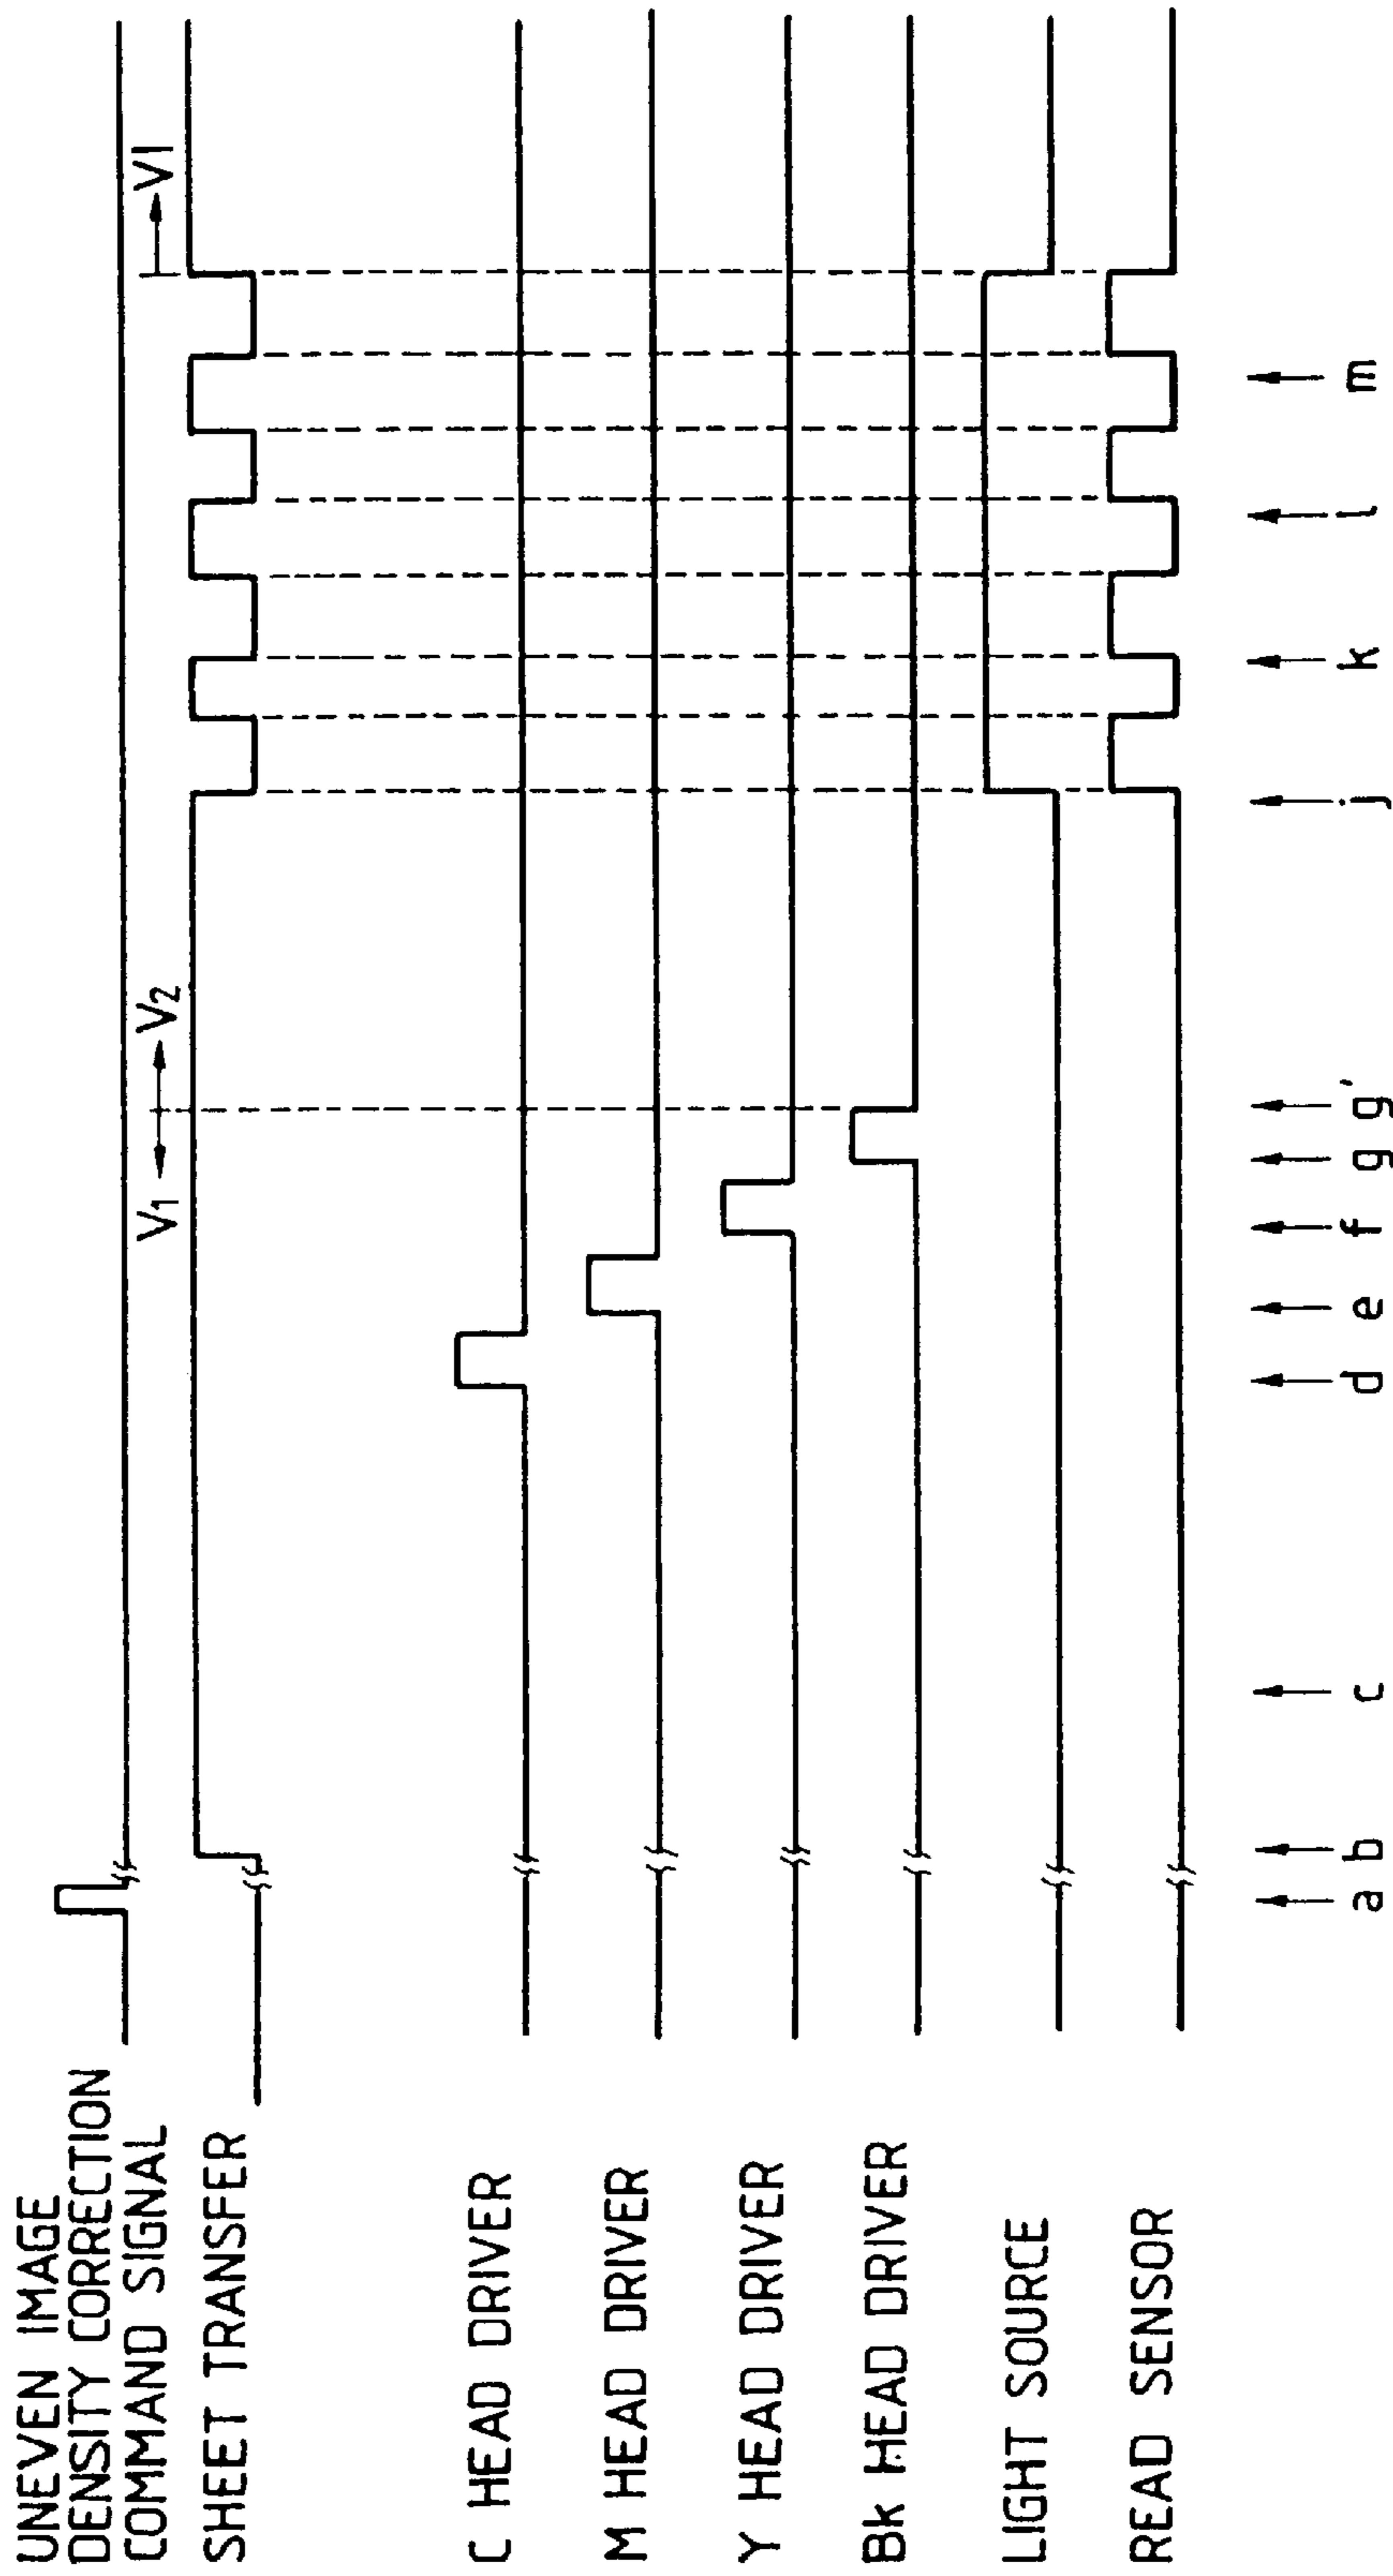 UNEVEN IMAGE
DENSITY CORRECTION
COMMAND SIGNAL
SHEET TRANSFER
V1 V2 V1
C HEAD DRIVER
M HEAD DRIVER
Y HEAD DRIVER
Bk HEAD DRIVER
LIGHT SOURCE
READ SENSOR
a b c d e f g g' j k l m